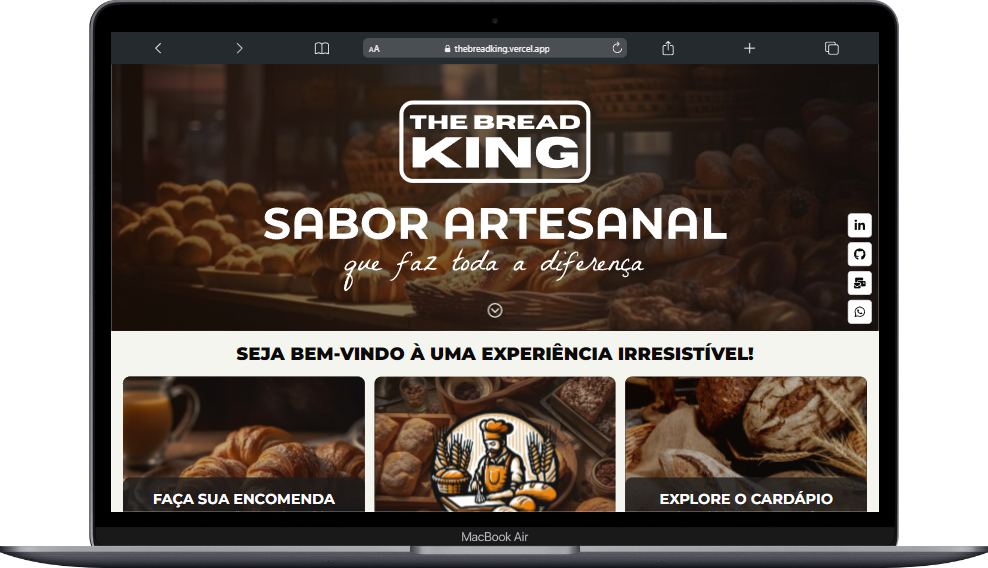 AA
thebreadking.vercel.app
THE BREAD
KING
SABOR ARTESANAL
que faz toda a diferença
in
SEJA BEM-VINDO À UMA EXPERIÊNCIA IRRESISTÍVEL!
FAÇA SUA ENCOMENDA
EXPLORE O CARDÁPIO
MacBook Air